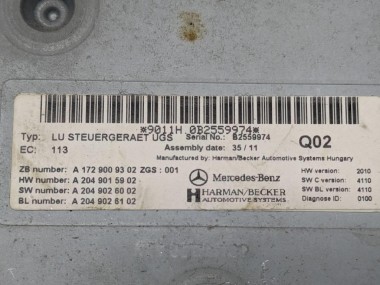 *9011H 0B2559974*
Typ: LU STEUERGERAET UGS Serial No.: B2559974
EC: 113 Assembly date: 35 / 11 Q02
Manufactured by: Harman/Becker Automotive Systems Hungary
ZB number: A 172 900 93 02 ZGS : 001
HW number: A 204 901 59 02
SW number: A 204 902 60 02
BL number: A 204 902 61 02
Mercedes-Benz
HARMAN/BECKER
AUTOMOTIVE SYSTEMS
HW version: 2010
SW C version: 4110
SW BL version: 4110
Diagnose ID: 0100